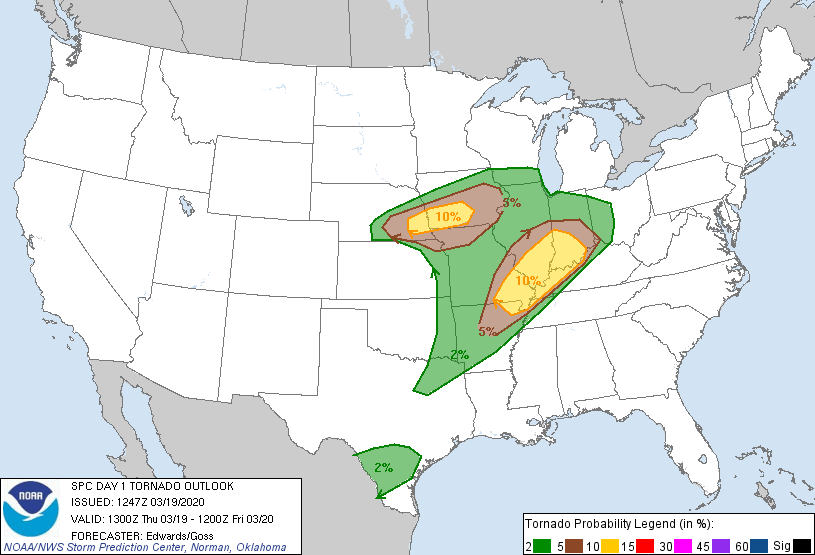 10%
5%
10%
5%
2%
2%
NOAA
SPC DAY 1 TORNADO OUTLOOK
ISSUED: 1247Z 03/19/2020
VALID: 1300Z Thu 03/19 - 1200Z Fri 03/20
FORECASTER: Edwards/Goss
NOAA/NWS Storm Prediction Center, Norman, Oklahoma
Tornado Probability Legend (in %):
2 5 10 15 30 45 60 Sig